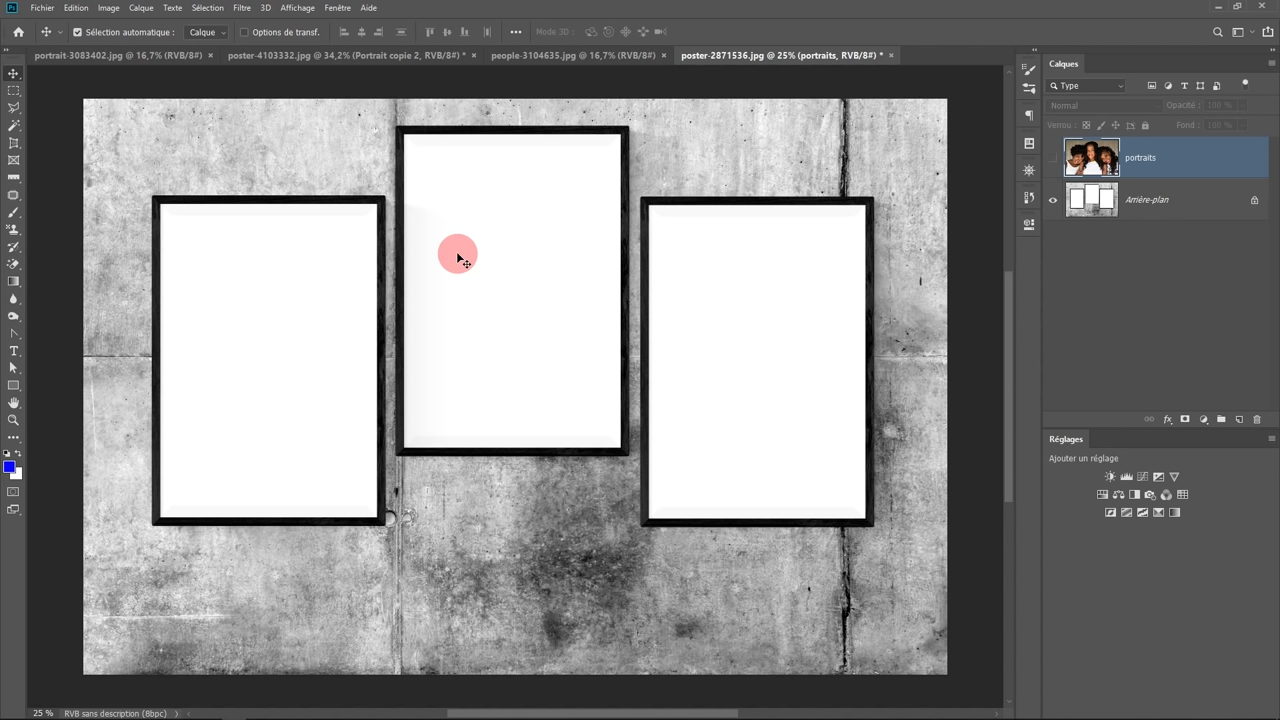 Ps Fichier Edition Image Calque Texte Sélection Filtre 3D Affichage Fenêtre Aide
Sélection automatique : Calque Options de transf. Mode 3D :
portrait-3083402.jpg @ 16,7% (RVB/8#) × poster-4103332.jpg @ 34,2% (Portrait copie 2, RVB/8#) * × people-3104635.jpg @ 16,7% (RVB/8#) × poster-2871536.jpg @ 25% (portraits, RVB/8#) * ×
Calques
Type
Normal Opacité : 100 %
Verrou : Fond : 100 %
portraits
Arrière-plan
Réglages
Ajouter un réglage
25 % RVB sans description (8bpc)